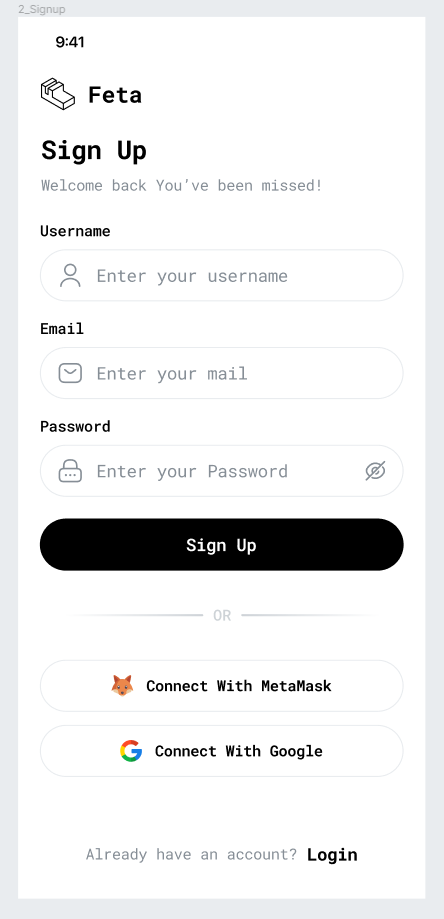 2_Signup
9:41
Feta
Sign Up
Welcome back You’ve been missed!
Username
Enter your username
Email
Enter your mail
Password
Enter your Password
Sign Up
OR
Connect With MetaMask
Connect With Google
Already have an account? Login